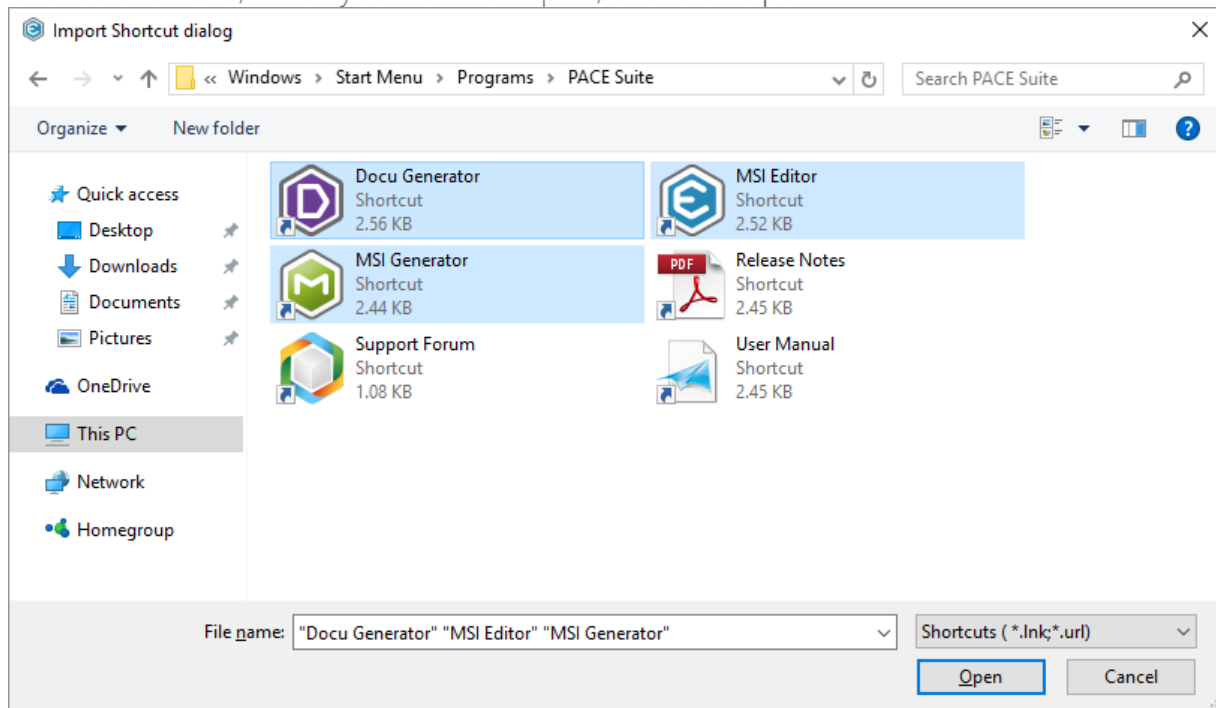 Import Shortcut dialog
« Windows > Start Menu > Programs > PACE Suite
Search PACE Suite
Organize
New folder
Quick access
Desktop
Downloads
Documents
Pictures
OneDrive
This PC
Network
Homegroup
Docu Generator
Shortcut
2.56 KB
MSI Editor
Shortcut
2.52 KB
MSI Generator
Shortcut
2.44 KB
PDF
Release Notes
Shortcut
2.45 KB
Support Forum
Shortcut
1.08 KB
User Manual
Shortcut
2.45 KB
File name: "Docu Generator" "MSI Editor" "MSI Generator"
Shortcuts ( *.lnk;*.url)
Open
Cancel